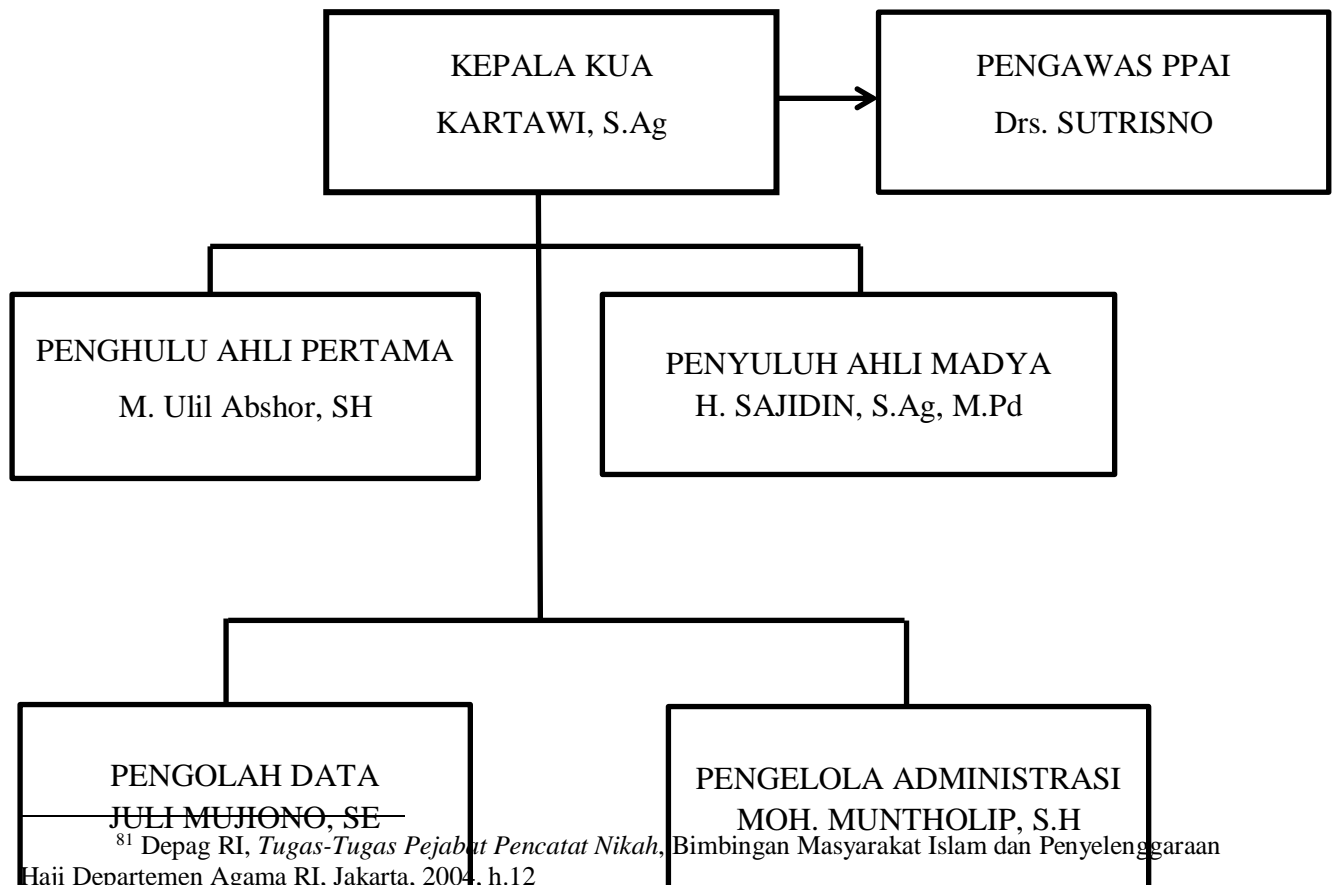 KEPALA KUA
KARTAWI, S.Ag
PENGAWAS PPAI
Drs. SUTRISNO
PENGHULU AHLI PERTAMA
M. Ulil Abshor, SH
PENYULUH AHLI MADYA
H. SAJIDIN, S.Ag, M.Pd
PENGOLAH DATA
JULI MUJIONO, SE
PENGELOLA ADMINISTRASI
MOH. MUNTHOLIP, S.H
81 Depag RI, Tugas-Tugas Pejabat Pencatat Nikah, Bimbingan Masyarakat Islam dan Penyelenggaraan
Haji Departemen Agama RI, Jakarta, 2004, h.12